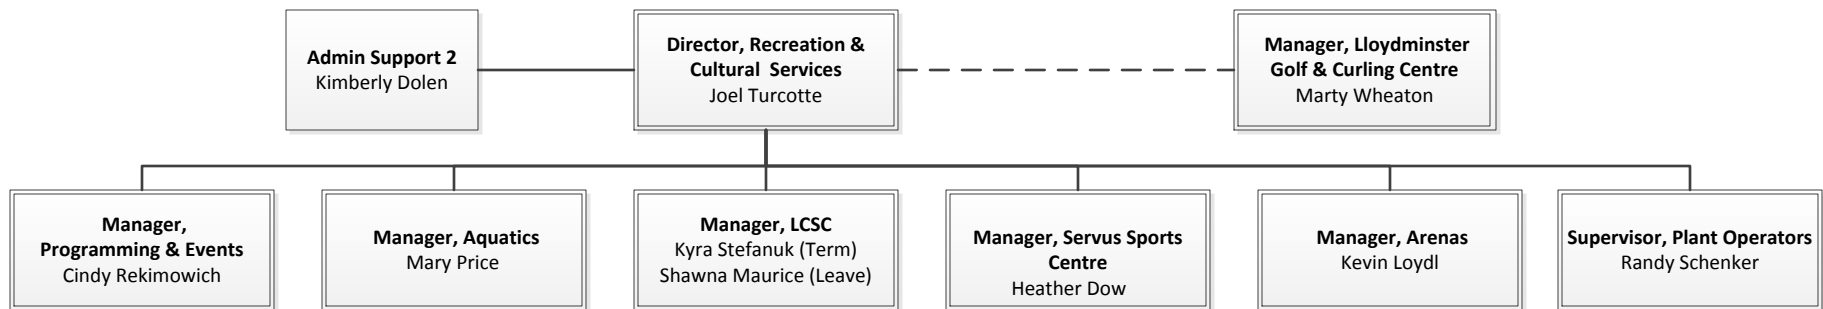 Admin Support 2
Kimberly Dolen
Director, Recreation &
Cultural Services
Joel Turcotte
Manager, Lloydminster
Golf & Curling Centre
Marty Wheaton
Manager,
Programming & Events
Cindy Rekimowich
Manager, Aquatics
Mary Price
Manager, LCSC
Kyra Stefanuk (Term)
Shawna Maurice (Leave)
Manager, Servus Sports
Centre
Heather Dow
Manager, Arenas
Kevin Loydl
Supervisor, Plant Operators
Randy Schenker